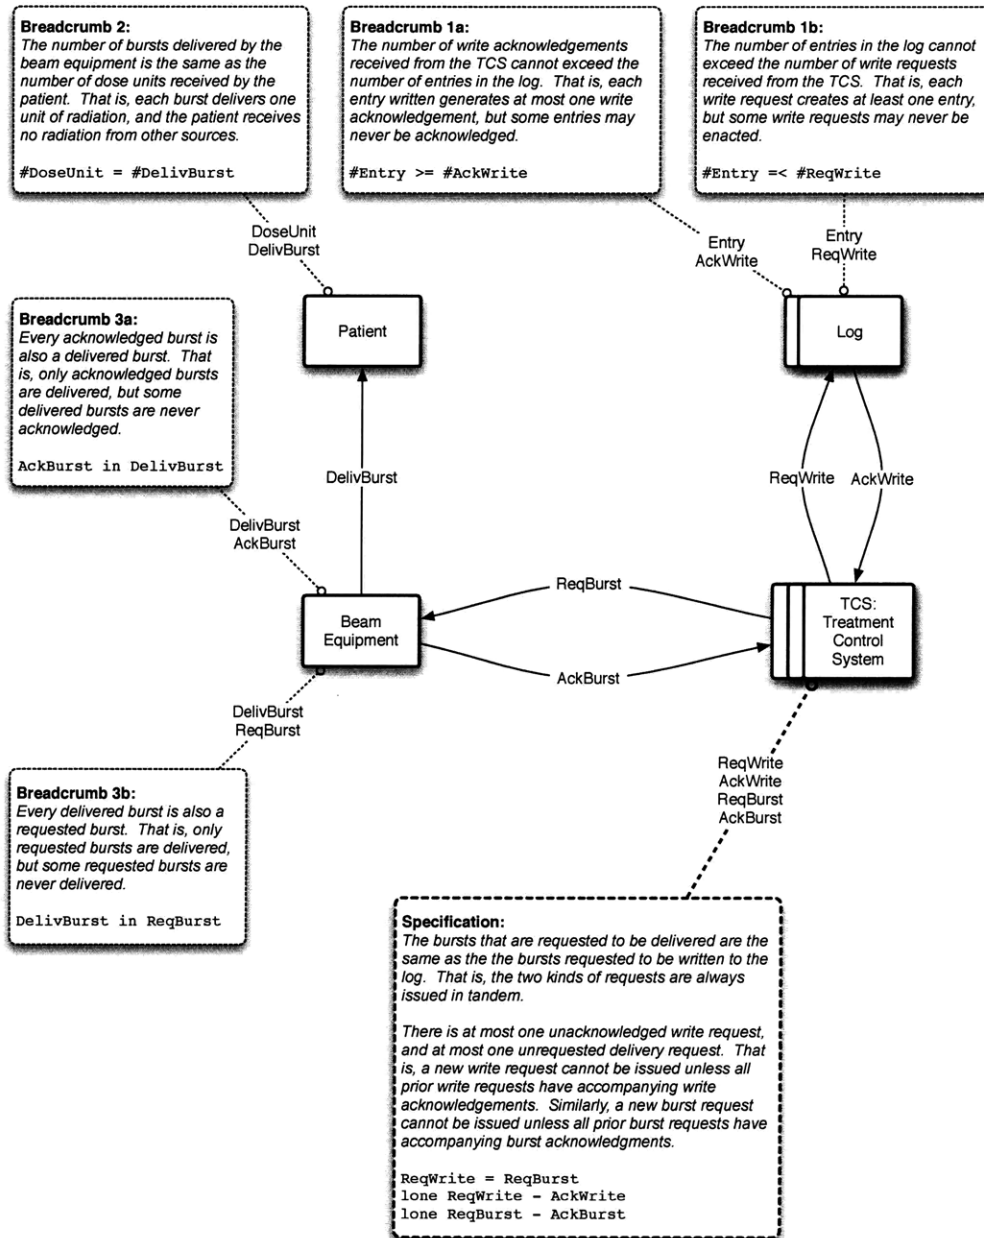 Breadcrumb 2:
The number of bursts delivered by the
beam equipment is the same as the
number of dose units received by the
patient. That is, each burst delivers one
unit of radiation, and the patient receives
no radiation from other sources.
#DoseUnit = #DelivBurst
Breadcrumb 1a:
The number of write acknowledgements
received from the TCS cannot exceed the
number of entries in the log. That is, each
entry written generates at most one write
acknowledgement, but some entries may
never be acknowledged.
#Entry >= #AckWrite
Breadcrumb 1b:
The number of entries in the log cannot
exceed the number of write requests
received from the TCS. That is, each
write request creates at least one entry,
but some write requests may never be
enacted.
#Entry =< #ReqWrite
DoseUnit
DelivBurst
Entry
AckWrite
Entry
ReqWrite
Patient
Log
Breadcrumb 3a:
Every acknowledged burst is
also a delivered burst. That
is, only acknowledged bursts
are delivered, but some
delivered bursts are never
acknowledged.
AckBurst in DelivBurst
DelivBurst
ReqWrite
AckWrite
DelivBurst
AckBurst
ReqBurst
Beam
Equipment
TCS:
Treatment
Control
System
AckBurst
DelivBurst
ReqBurst
ReqWrite
AckWrite
ReqBurst
AckBurst
Breadcrumb 3b:
Every delivered burst is also a
requested burst. That is, only
requested bursts are delivered,
but some requested bursts are
never delivered.
DelivBurst in ReqBurst
Specification:
The bursts that are requested to be delivered are the
same as the the bursts requested to be written to the
log. That is, the two kinds of requests are always
issued in tandem.
There is at most one unacknowledged write request,
and at most one unrequested delivery request. That
is, a new write request cannot be issued unless all
prior write requests have accompanying write
acknowledgements. Similarly, a new burst request
cannot be issued unless all prior burst requests have
accompanying burst acknowledgments.
ReqWrite = ReqBurst
lone ReqWrite - AckWrite
lone ReqBurst - AckBurst